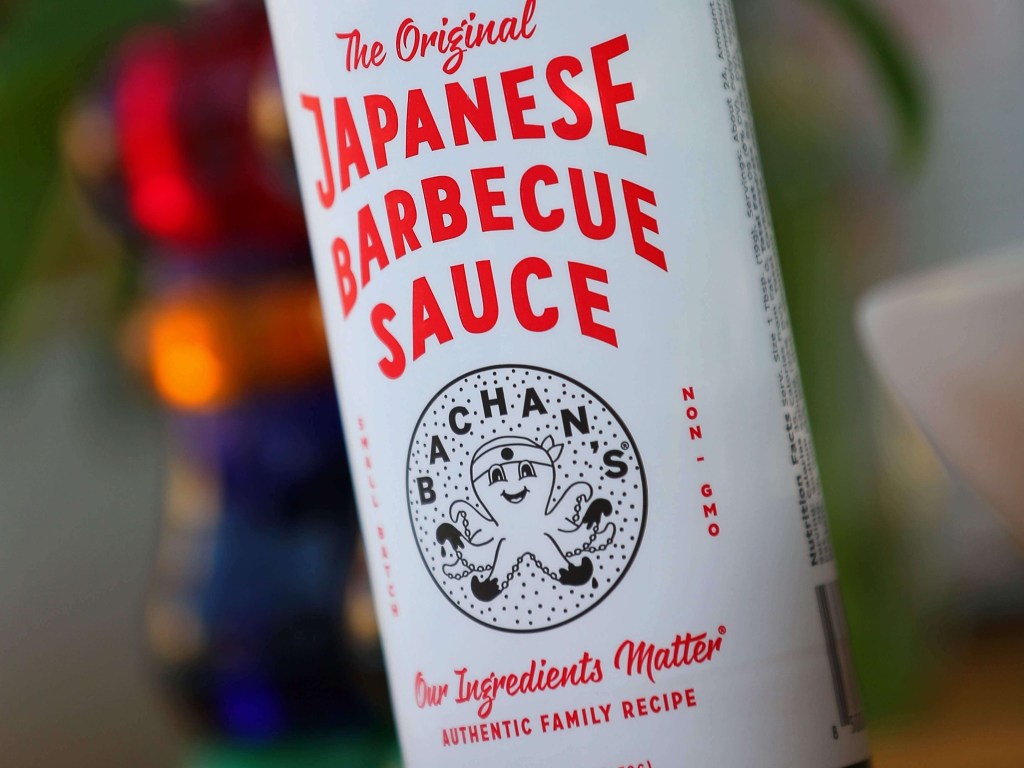 The Original
JAPANESE
BARBECUE
SAUCE
BACHAN'S®
SMALL BATCH
NON-GMO
Our Ingredients Matter®
AUTHENTIC FAMILY RECIPE
Nutrition Facts